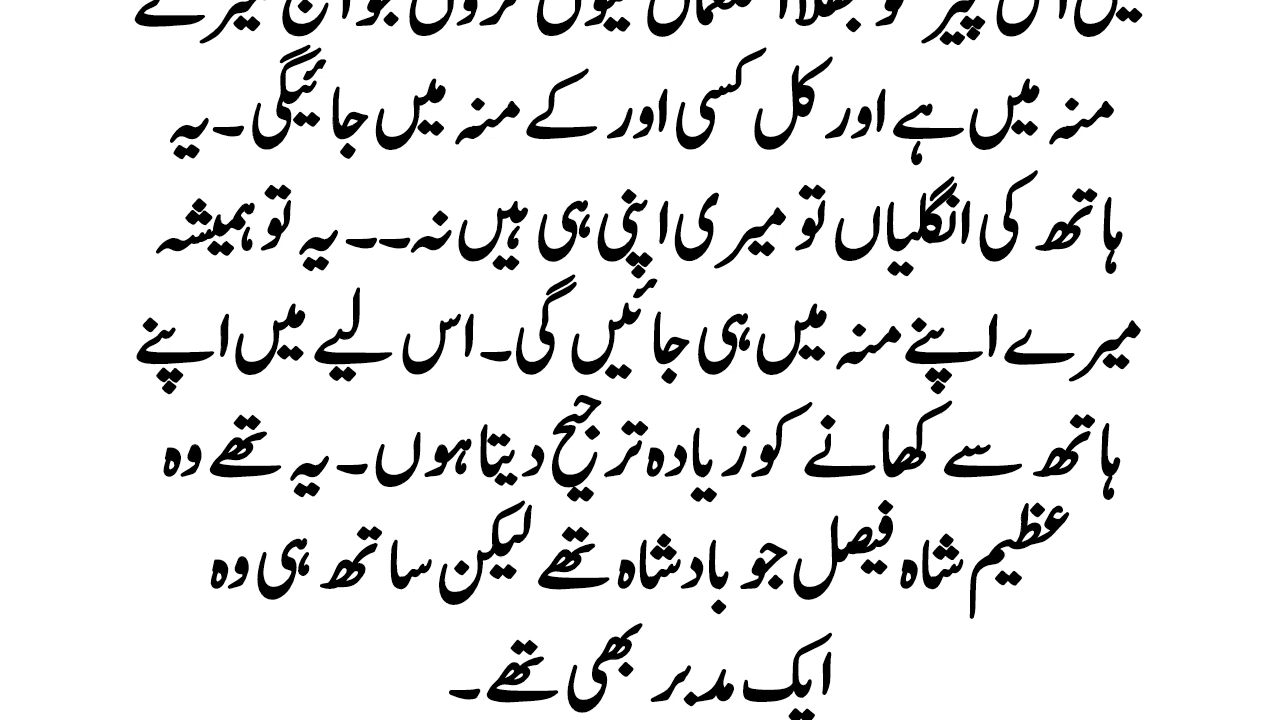 منہ میں ہے اور کل کسی اور کے منہ میں جائیگی۔ یہ
ہاتھ کی انگلیاں تو میری اپنی ہی ہیں نہ۔۔ یہ تو ہمیشہ
میرے اپنے منہ میں ہی جائیں گی۔ اس لیے میں اپنے
ہاتھ سے کھانے کو زیادہ ترجیح دیتا ہوں۔ یہ تھے وہ
عظیم شاہ فیصل جو بادشاہ تھے لیکن ساتھ ہی وہ
ایک مدبر بھی تھے۔